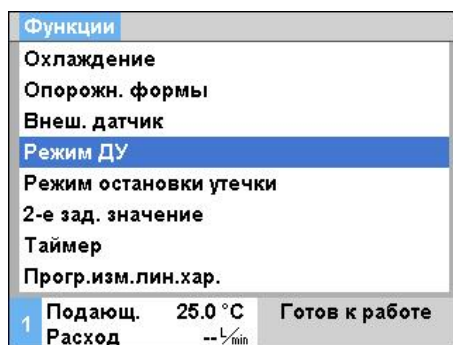 Функции
Охлаждение
Опорожн. формы
Внеш. датчик
Режим ДУ
Режим остановки утечки
2-е зад. значение
Таймер
Прогр.изм.лин.хар.
1 Подающ. 25.0 °C Готов к работе
Расход -- L/min